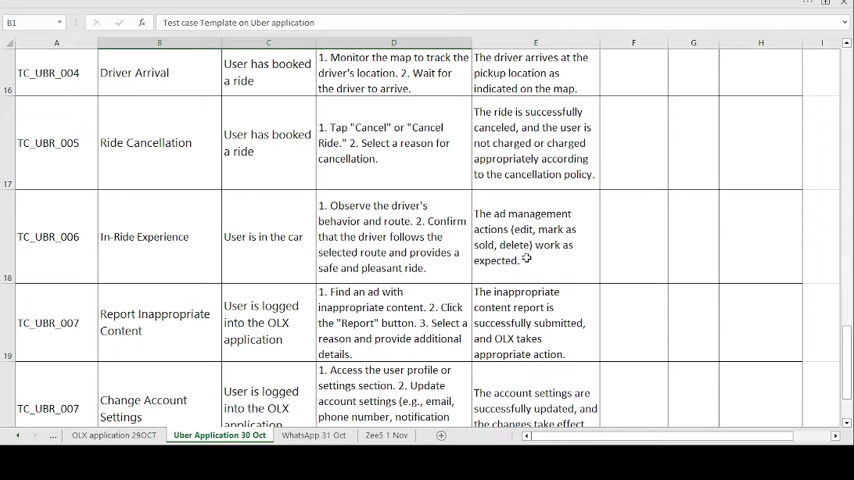 B1
fx
Test case Template on Uber application
A B C D E F G H I
16
TC_UBR_004
Driver Arrival
User has booked
a ride
1. Monitor the map to track the
driver's location. 2. Wait for
the driver to arrive.
The driver arrives at the
pickup location as
indicated on the map.
17
TC_UBR_005
Ride Cancellation
User has booked
a ride
1. Tap "Cancel" or "Cancel
Ride." 2. Select a reason for
cancellation.
The ride is successfully
canceled, and the user is
not charged or charged
appropriately according
to the cancellation policy.
18
TC_UBR_006
In-Ride Experience
User is in the car
1. Observe the driver's
behavior and route. 2. Confirm
that the driver follows the
selected route and provides a
safe and pleasant ride.
The ad management
actions (edit, mark as
sold, delete) work as
expected.
19
TC_UBR_007
Report Inappropriate
Content
User is logged
into the OLX
application
1. Find an ad with
inappropriate content. 2. Click
the "Report" button. 3. Select a
reason and provide additional
details.
The inappropriate
content report is
successfully submitted,
and OLX takes
appropriate action.
TC_UBR_007
Change Account
Settings
User is logged
into the OLX
application
1. Access the user profile or
settings section. 2. Update
account settings (e.g., email,
phone number, notification
The account settings are
successfully updated, and
the changes take effect
... OLX application 29OCT Uber Application 30 Oct WhatsApp 31 Oct Zee5 1 Nov